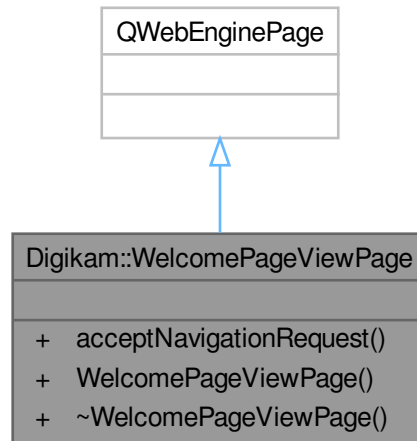 QWebEnginePage
Digikam::WelcomePageViewPage
+ acceptNavigationRequest()
+ WelcomePageViewPage()
+ ~WelcomePageViewPage()